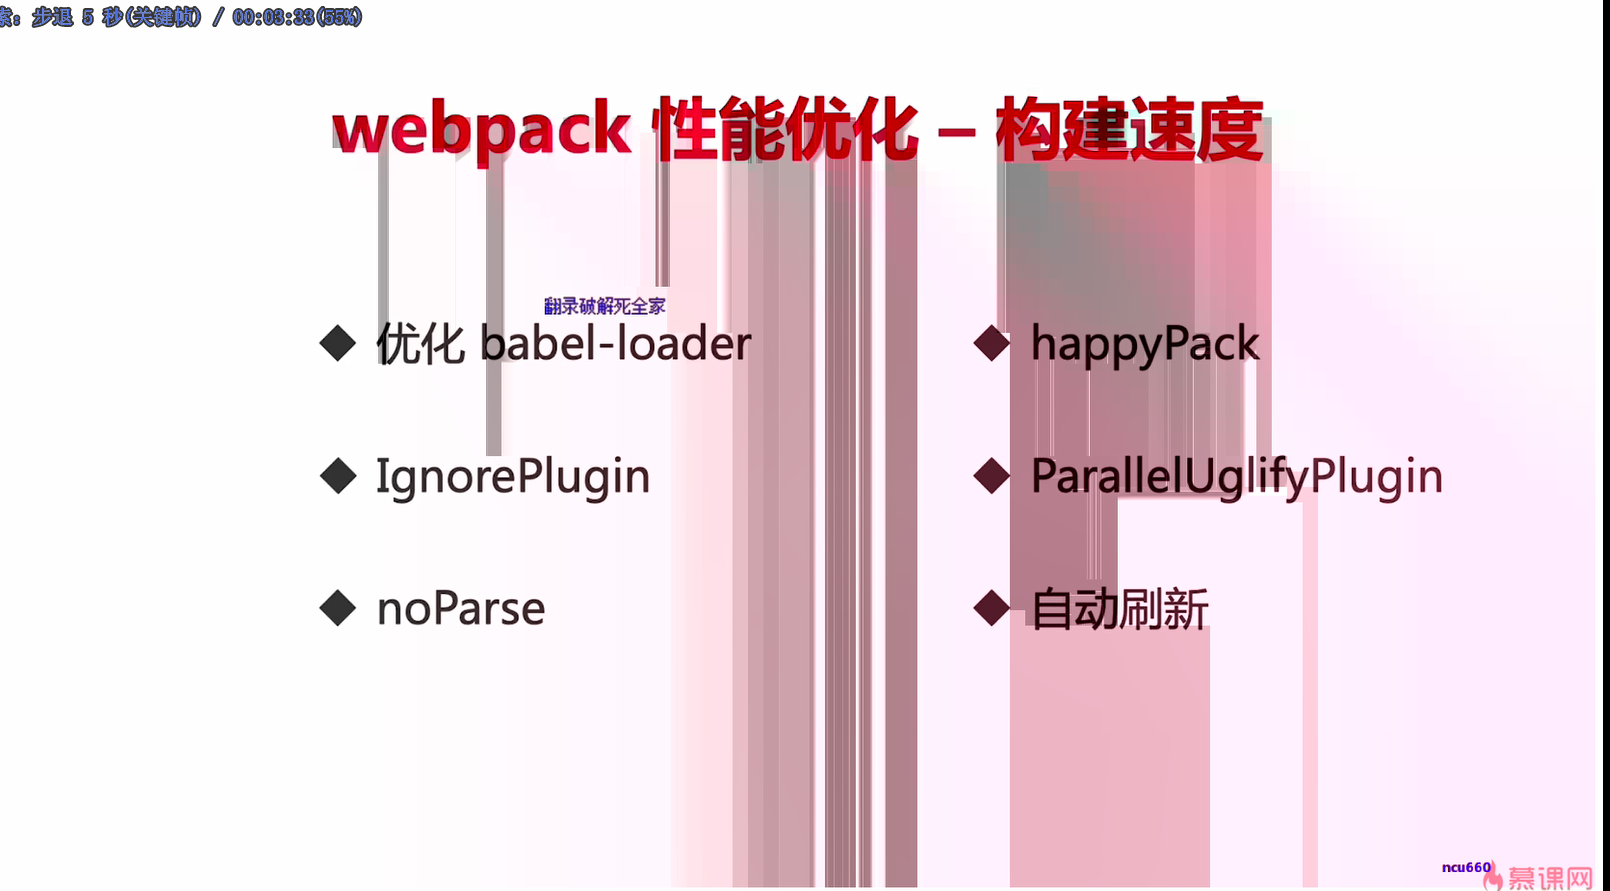 索：步退 5 秒(关键帧) / 00:03:33(55%)
webpack 性能优化 – 构建速度
翻录破解死全家
优化 babel-loader
happyPack
IgnorePlugin
ParallelUglifyPlugin
noParse
自动刷新
ncu660
慕课网